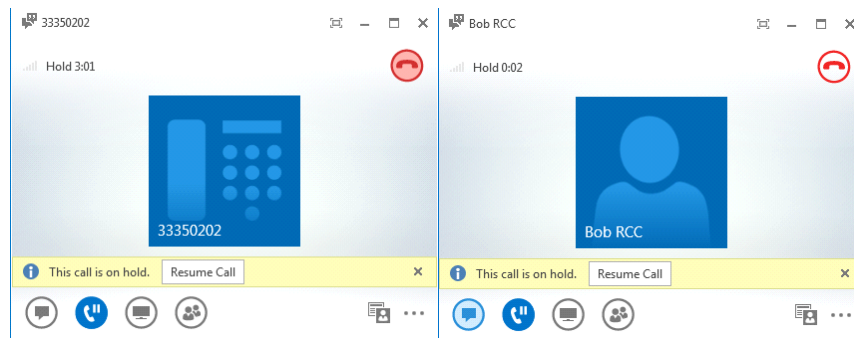 33350202
Hold 3:01
33350202
This call is on hold. Resume Call
Bob RCC
Hold 0:02
Bob RCC
This call is on hold. Resume Call